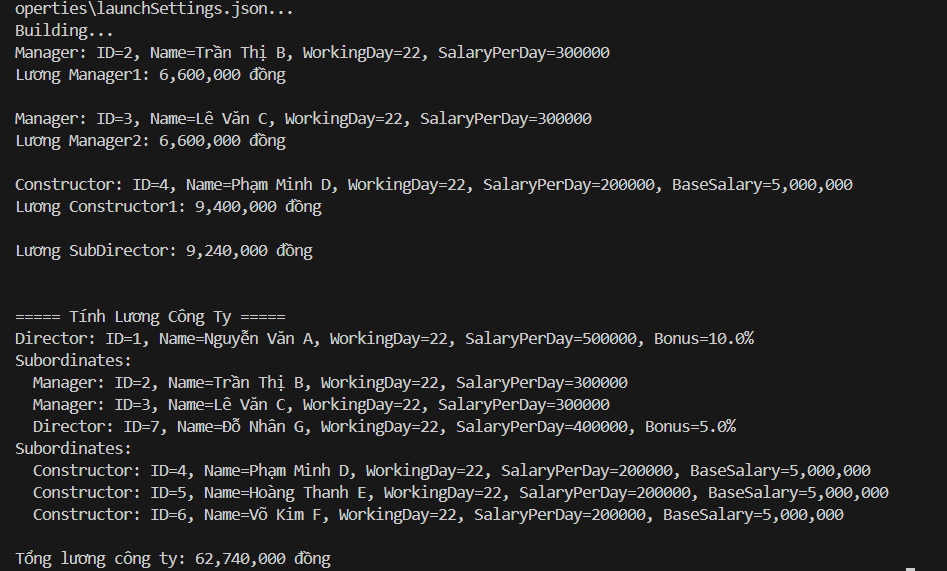 operties\launchSettings.json...
Building...
Manager: ID=2, Name=Trần Thị B, WorkingDay=22, SalaryPerDay=300000
Lương Manager1: 6,600,000 đồng
Manager: ID=3, Name=Lê Văn C, WorkingDay=22, SalaryPerDay=300000
Lương Manager2: 6,600,000 đồng
Constructor: ID=4, Name=Phạm Minh D, WorkingDay=22, SalaryPerDay=200000, BaseSalary=5,000,000
Lương Constructor1: 9,400,000 đồng
Lương SubDirector: 9,240,000 đồng
===== Tính Lương Công Ty =====
Director: ID=1, Name=Nguyễn Văn A, WorkingDay=22, SalaryPerDay=500000, Bonus=10.0%
Subordinates:
  Manager: ID=2, Name=Trần Thị B, WorkingDay=22, SalaryPerDay=300000
  Manager: ID=3, Name=Lê Văn C, WorkingDay=22, SalaryPerDay=300000
  Director: ID=7, Name=Đỗ Nhân G, WorkingDay=22, SalaryPerDay=400000, Bonus=5.0%
Subordinates:
  Constructor: ID=4, Name=Phạm Minh D, WorkingDay=22, SalaryPerDay=200000, BaseSalary=5,000,000
  Constructor: ID=5, Name=Hoàng Thanh E, WorkingDay=22, SalaryPerDay=200000, BaseSalary=5,000,000
  Constructor: ID=6, Name=Võ Kim F, WorkingDay=22, SalaryPerDay=200000, BaseSalary=5,000,000
Tổng lương công ty: 62,740,000 đồng